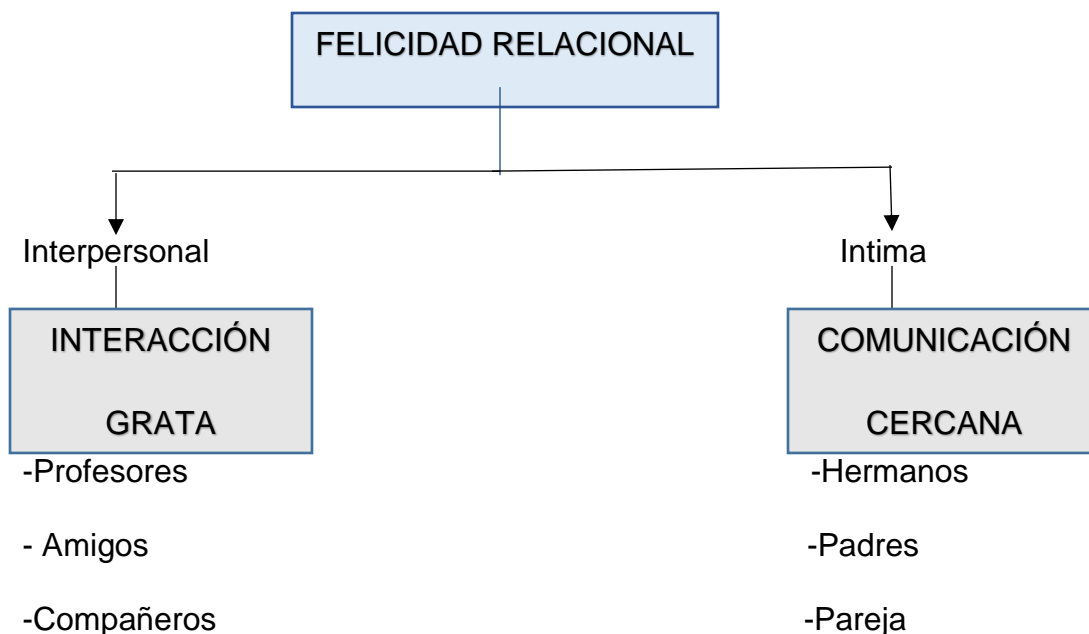 FELICIDAD RELACIONAL
Interpersonal
INTERACCIÓN
GRATA
-Profesores
- Amigos
-Compañeros
Intima
COMUNICACIÓN
CERCANA
-Hermanos
-Padres
-Pareja